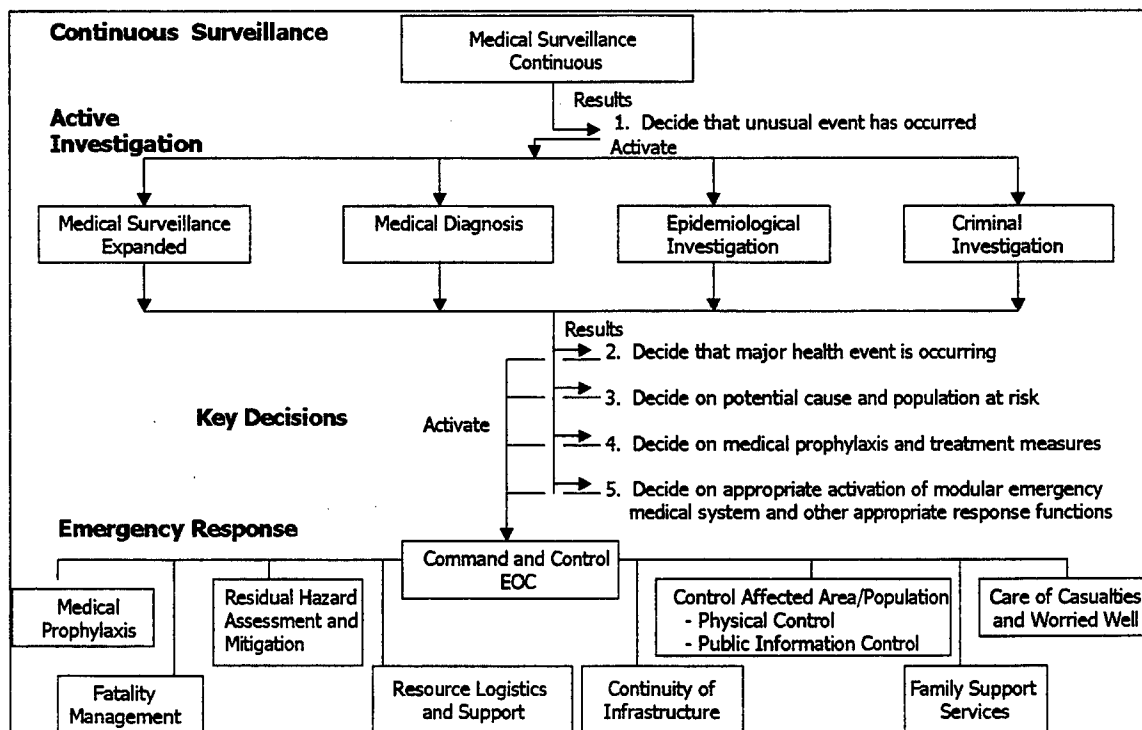 Continuous Surveillance
Medical Surveillance
Continuous
Results
1. Decide that unusual event has occurred
Activate
Active
Investigation
Medical Surveillance
Expanded
Medical Diagnosis
Epidemiological
Investigation
Criminal
Investigation
Results
2. Decide that major health event is occurring
3. Decide on potential cause and population at risk
Key Decisions
Activate
4. Decide on medical prophylaxis and treatment measures
5. Decide on appropriate activation of modular emergency
medical system and other appropriate response functions
Emergency Response
Command and Control
EOC
Medical
Prophylaxis
Residual Hazard
Assessment and
Mitigation
Control Affected Area/Population
- Physical Control
- Public Information Control
Care of Casualties
and Worried Well
Fatality
Management
Resource Logistics
and Support
Continuity of
Infrastructure
Family Support
Services